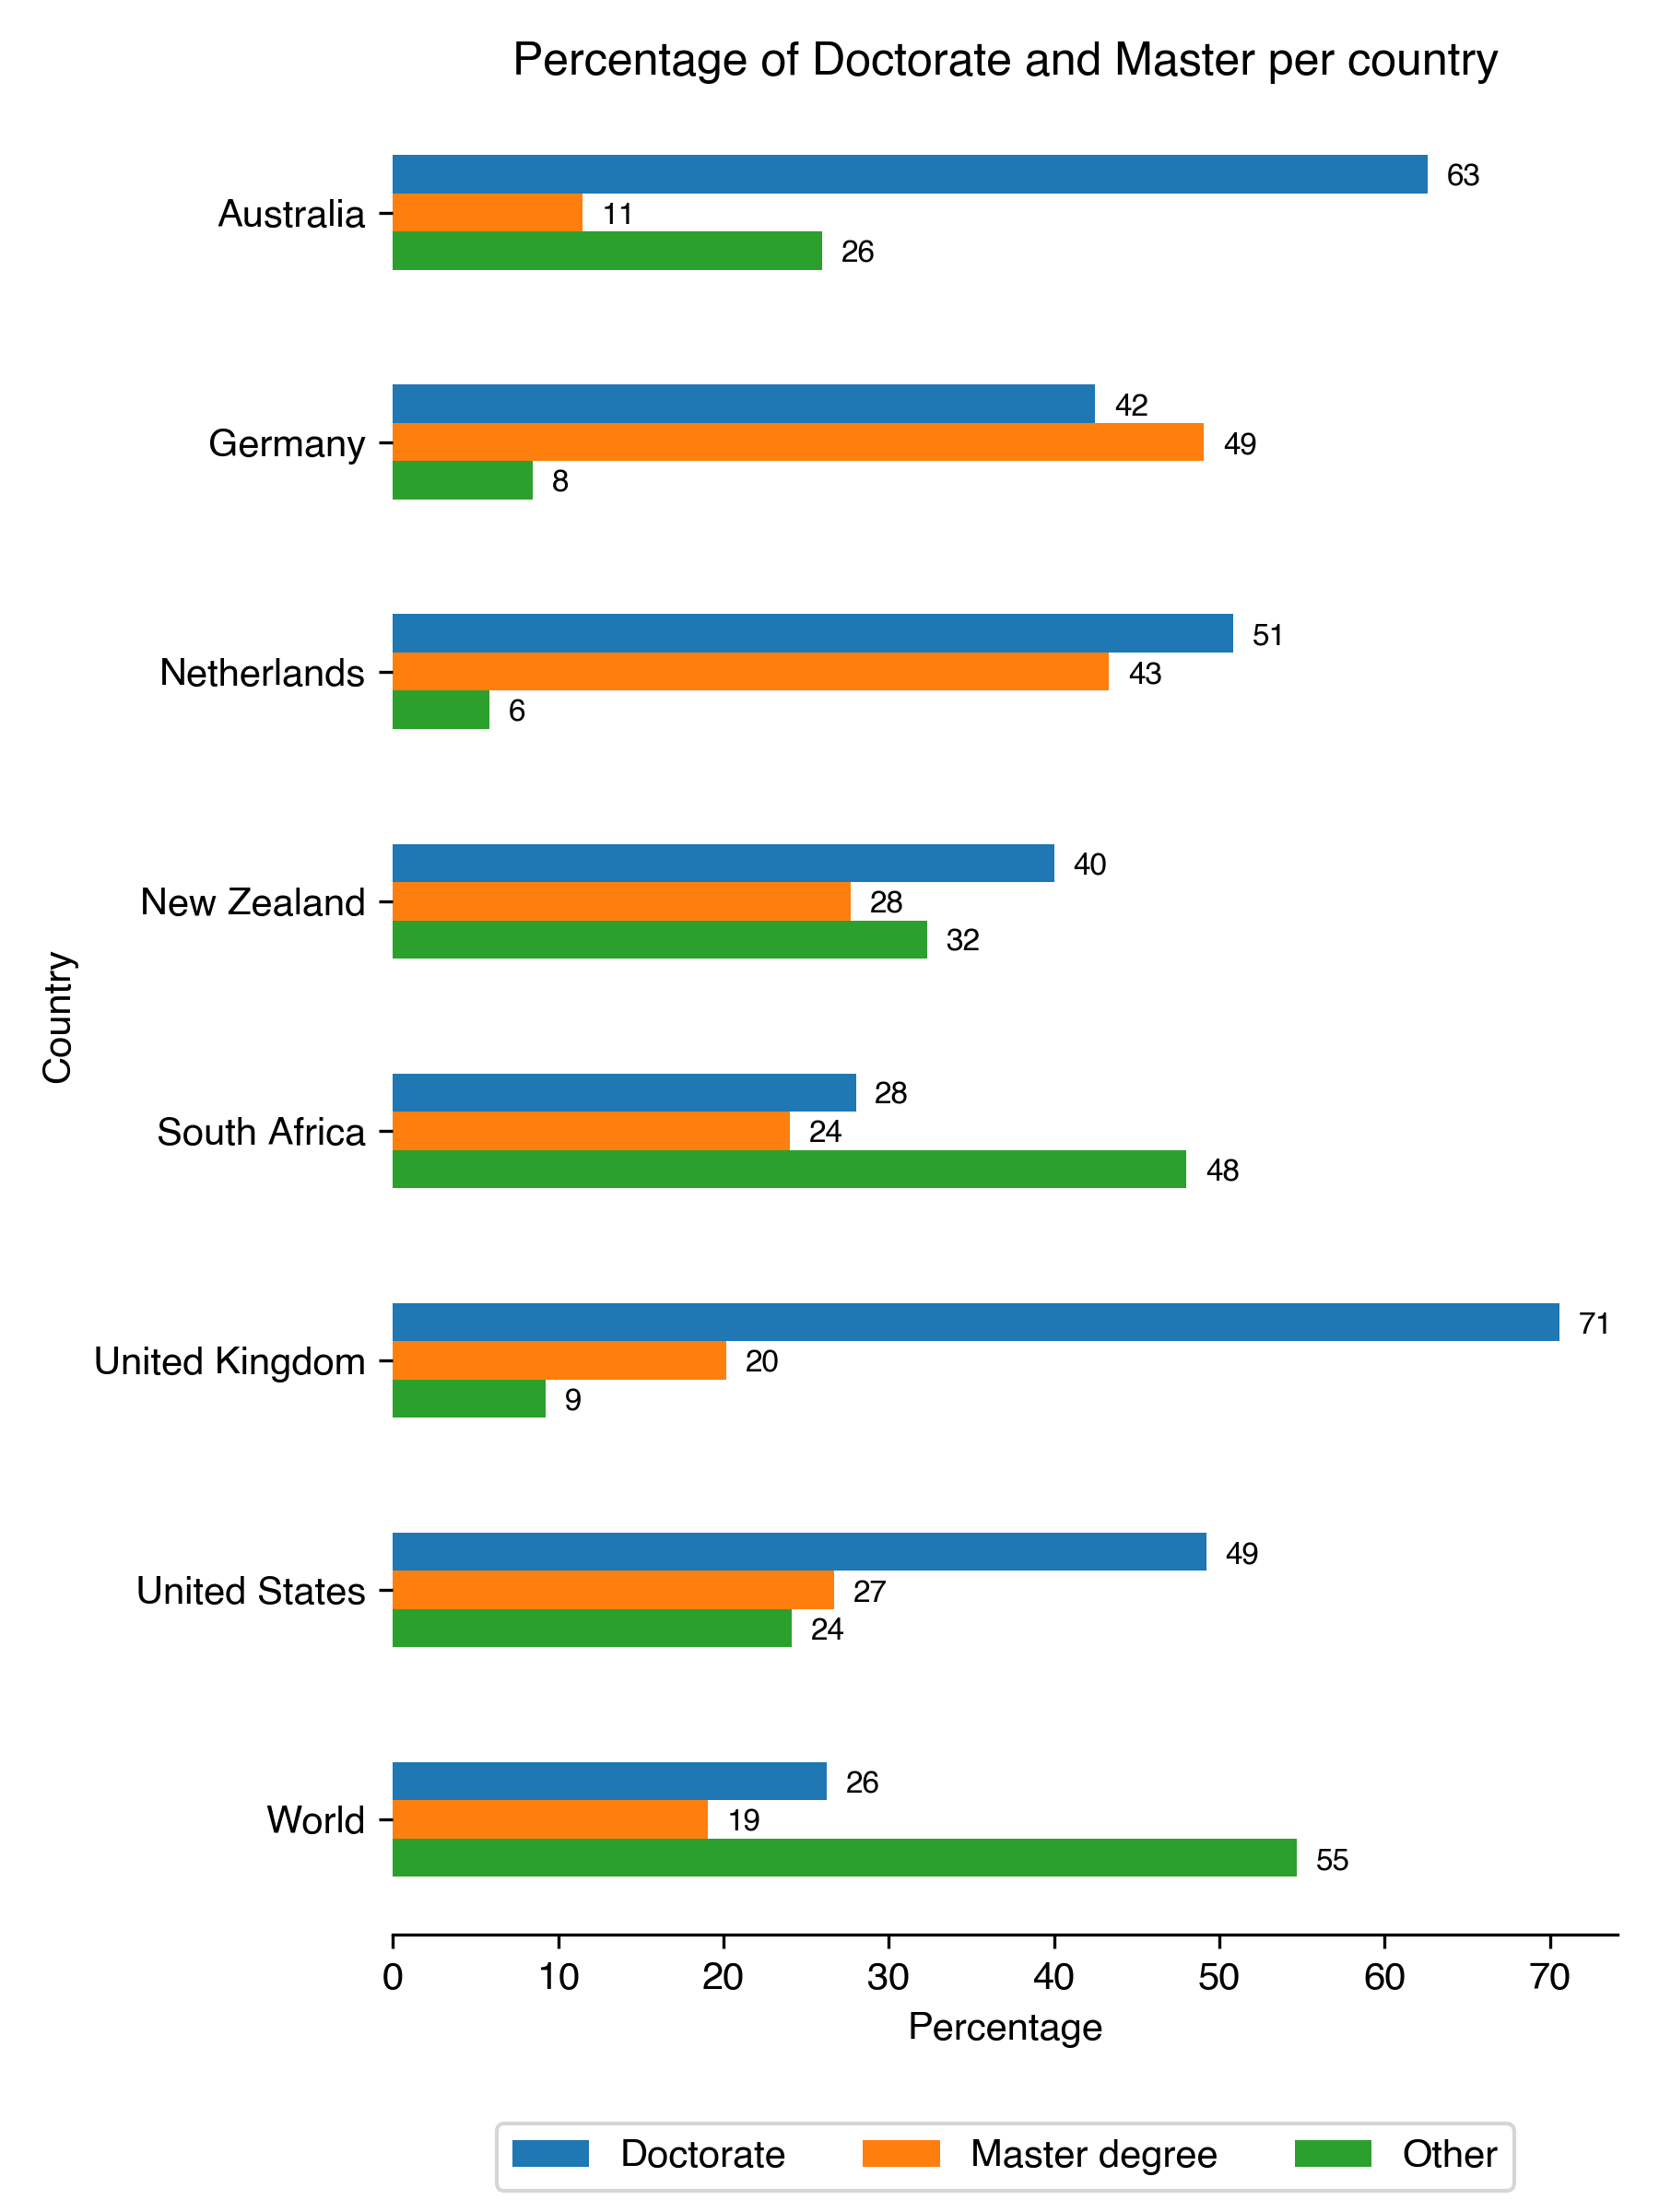 Percentage of Doctorate and Master per country
Country
Australia
63
11
26
Germany
42
49
8
Netherlands
51
43
6
New Zealand
40
28
32
South Africa
28
24
48
United Kingdom
71
20
9
United States
49
27
24
World
26
19
55
0 10 20 30 40 50 60 70
Percentage
Doctorate Master degree Other